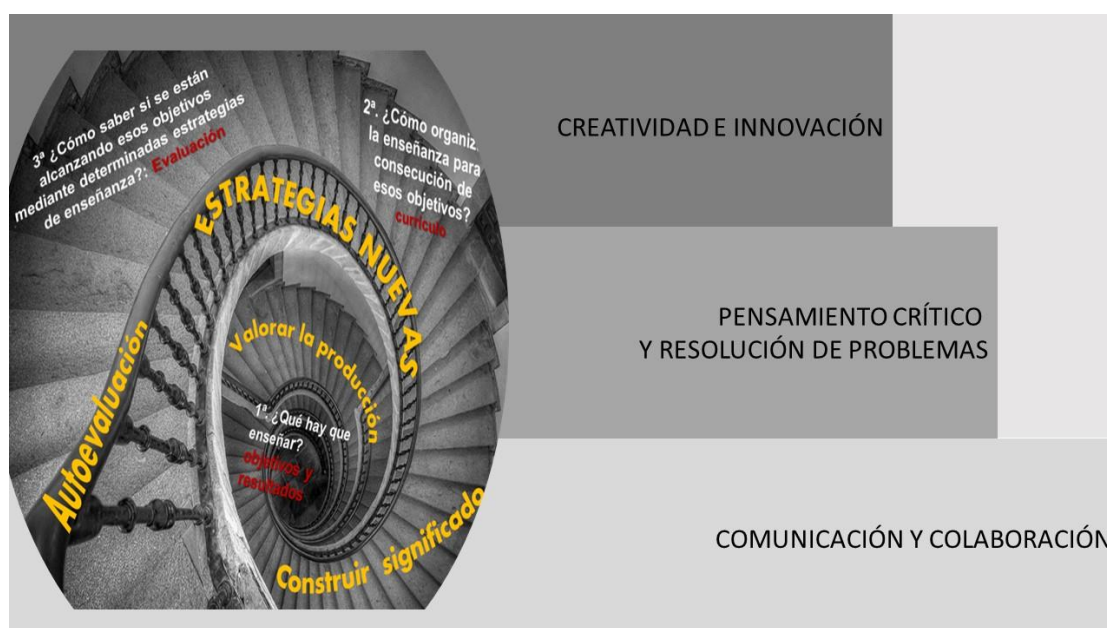 3ª ¿Cómo saber si se están
alcanzando esos objetivos
mediante determinadas estrategias
de enseñanza?: Evaluación
2ª. ¿Cómo organiz.
la enseñanza para
consecución de
esos objetivos?
currículo
ESTRATEGIAS NUEVAS
Autoevaluación
Valorar la producción
1ª. ¿Qué hay que
enseñar?
objetivos y
resultados
Construir significado
CREATIVIDAD E INNOVACIÓN
PENSAMIENTO CRÍTICO
Y RESOLUCIÓN DE PROBLEMAS
COMUNICACIÓN Y COLABORACIÓN